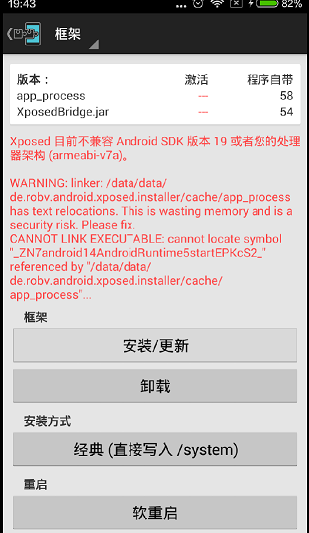 19:43 ... 82%
框架
版本： 激活 程序自带
app_process --- 58
XposedBridge.jar --- 54
Xposed 目前不兼容 Android SDK 版本 19 或者您的处理
器架构 (armeabi-v7a)。
WARNING: linker: /data/data/
de.robv.android.xposed.installer/cache/app_process
has text relocations. This is wasting memory and is a
security risk. Please fix.
CANNOT LINK EXECUTABLE: cannot locate symbol
"_ZN7android14AndroidRuntime5startEPKcS2_"
referenced by "/data/data/
de.robv.android.xposed.installer/cache/
app_process"...
框架
安装/更新
卸载
安装方式
经典 (直接写入 /system)
重启
软重启